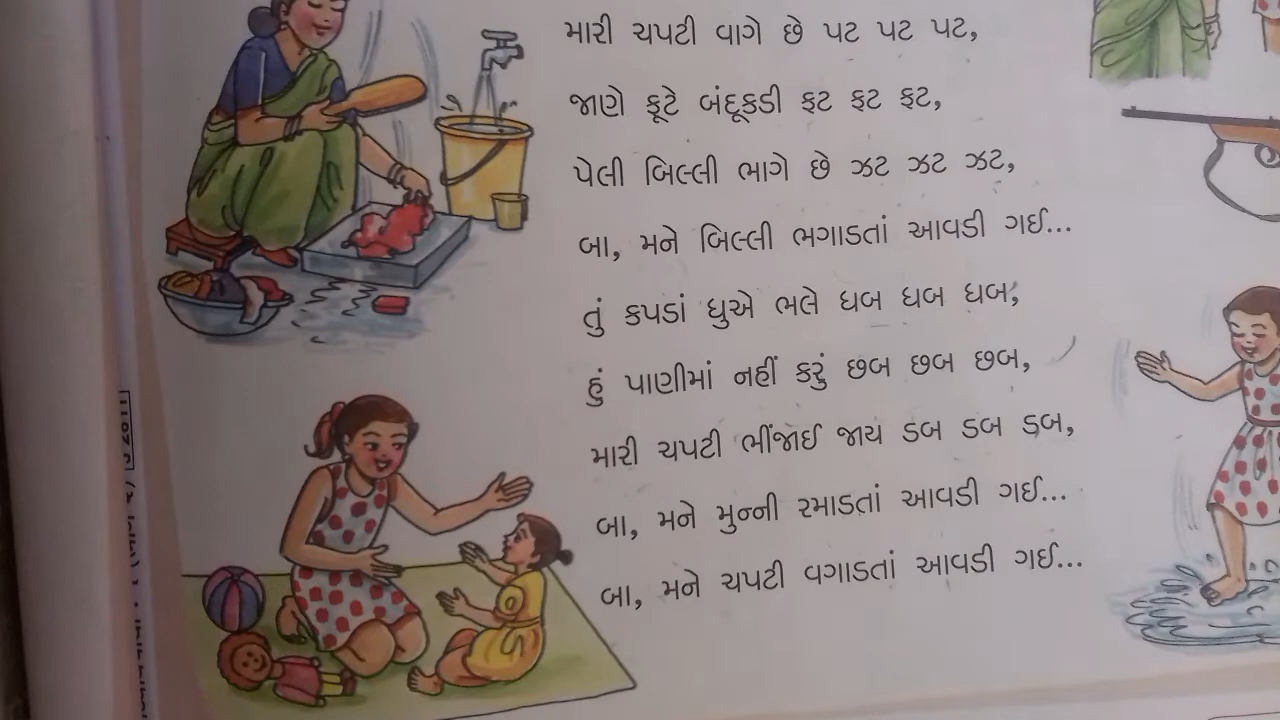 મારી ચપટી વાગે છે પટ પટ પટ,
જાણે ફૂટે બંદૂકડી ફટ ફટ ફટ,
પેલી બિલ્લી ભાગે છે ઝટ ઝટ ઝટ,
બા, મને બિલ્લી ભગાડતાં આવડી ગઈ...
તું કપડાં ધુએ ભલે ધબ ધબ ધબ,
હું પાણીમાં નહીં કરું છબ છબ છબ,
મારી ચપટી ભીંજાઈ જાય ડબ ડબ ડબ,
બા, મને મુન્ની રમાડતાં આવડી ગઈ...
બા, મને ચપટી વગાડતાં આવડી ગઈ...